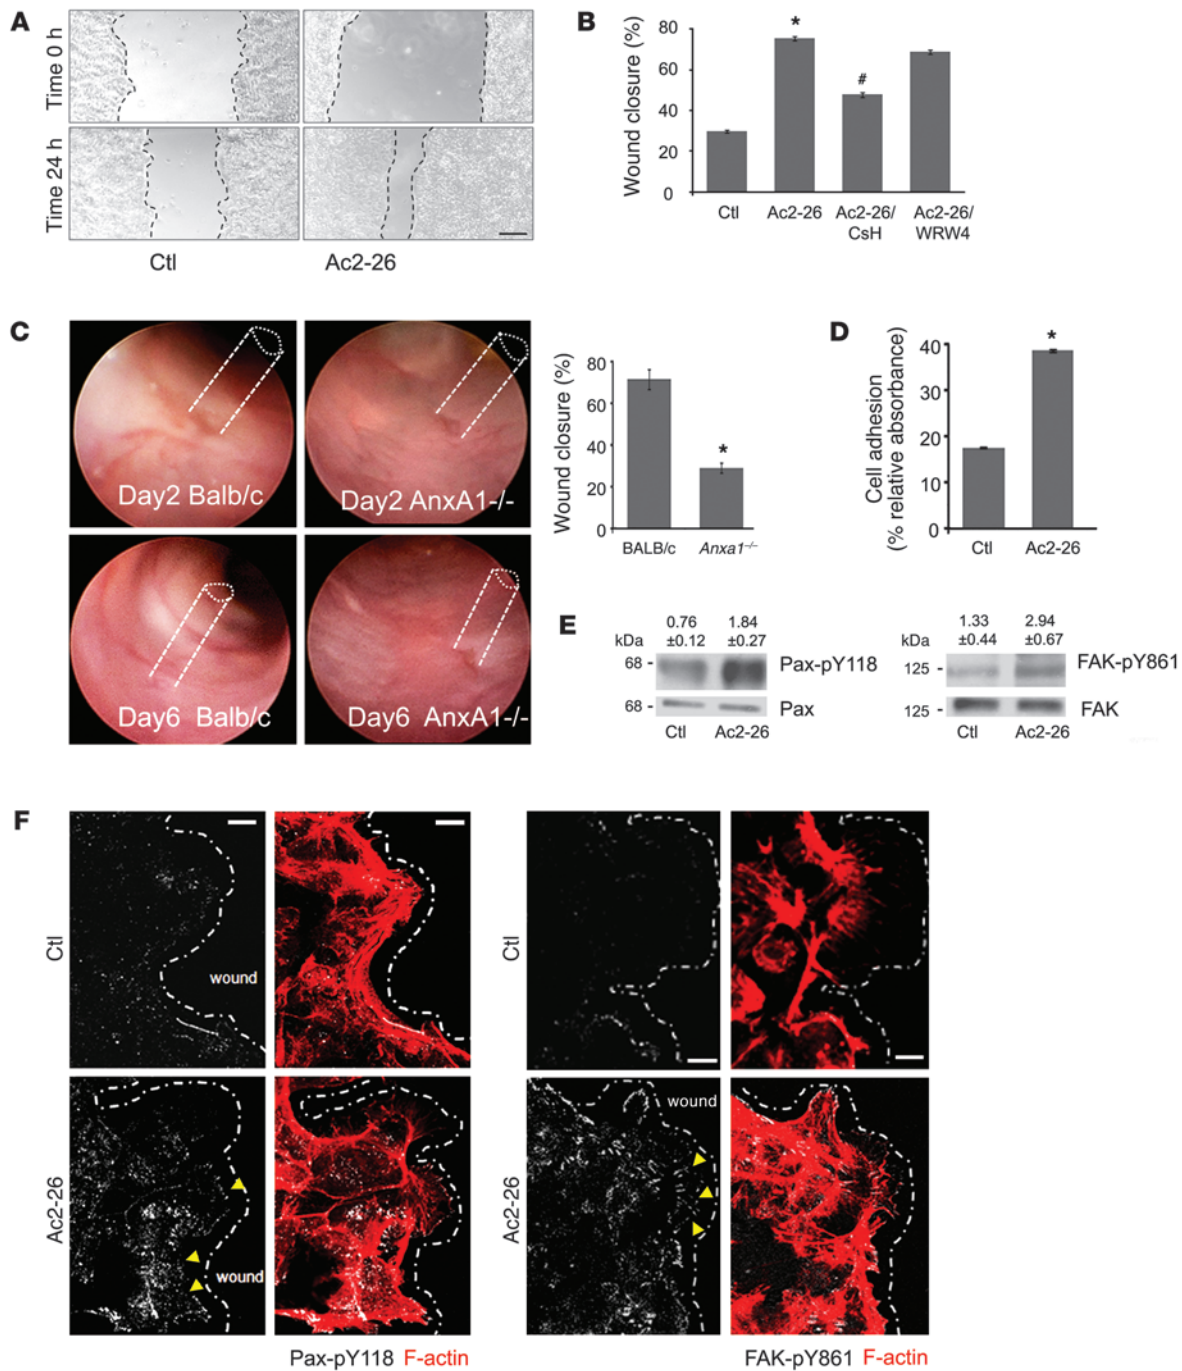 A
Time 0 h
Time 24 h
Ctl
Ac2-26
B
Wound closure (%)
80
60
40
20
0
*
#
Ctl
Ac2-26
Ac2-26/
CsH
Ac2-26/
WRW4
C
Day2 Balb/c
Day2 AnxA1-/-
Day6 Balb/c
Day6 AnxA1-/-
Wound closure (%)
80
60
40
20
0
*
BALB/c
Anxa1⁻/⁻
D
Cell adhesion
(% relative absorbance)
40
30
20
10
0
*
Ctl
Ac2-26
E
kDa
0.76
±0.12
1.84
±0.27
68 -
Pax-pY118
68 -
Pax
Ctl
Ac2-26
kDa
1.33
±0.44
2.94
±0.67
125 -
FAK-pY861
125 -
FAK
Ctl
Ac2-26
F
Ctl
wound
Ac2-26
wound
Pax-pY118 F-actin
Ctl
Ac2-26
wound
FAK-pY861 F-actin